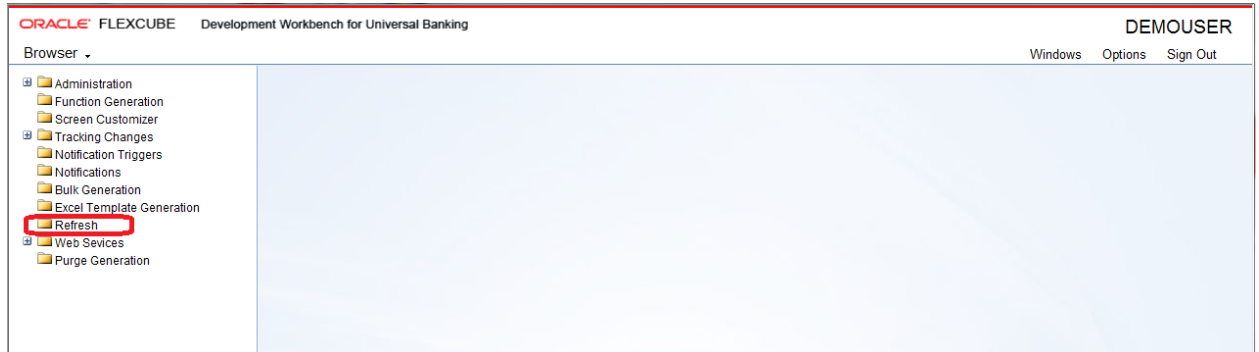 ORACLE FLEXCUBE Development Workbench for Universal Banking
DEMOUSER
Browser
Windows Options Sign Out
Administration
Function Generation
Screen Customizer
Tracking Changes
Notification Triggers
Notifications
Bulk Generation
Excel Template Generation
Refresh
Web Sevices
Purge Generation